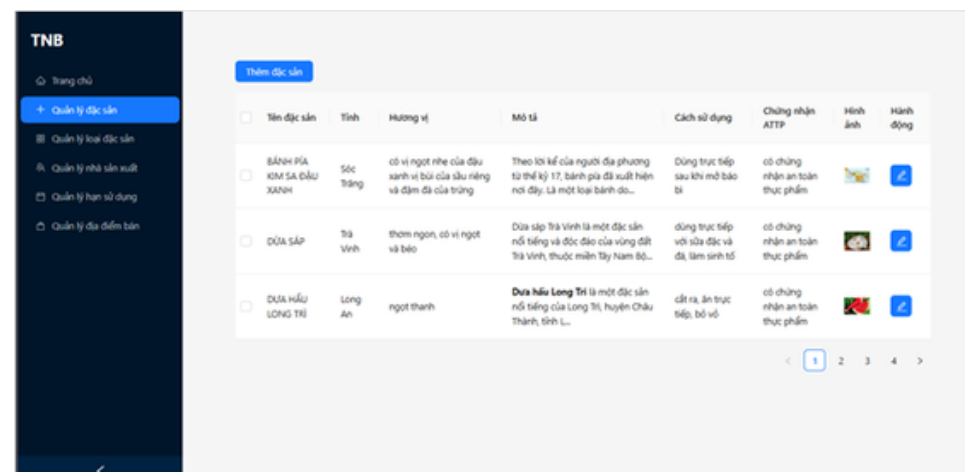 TNB
Trang chủ
Quản lý đặc sản
Quản lý loại đặc sản
Quản lý nhà sản xuất
Quản lý hạn sử dụng
Quản lý địa điểm bán
Thêm đặc sản
Tên đặc sản Tỉnh Hương vị Mô tả Cách sử dụng Chứng nhận ATTP Hình ảnh Hành động
BÁNH PÍA
KIM SA ĐẬU
XANH
Sóc
Trăng
có vị ngọt nhẹ của đậu
xanh vị bùi của sầu riêng
và đậm đà của trứng
Theo lời kể của người địa phương
từ thế kỷ 17, bánh pía đã xuất hiện
nơi đây. Là một loại bánh do...
Dùng trực tiếp
sau khi mở bao
bì
có chứng
nhận an toàn
thực phẩm
DỪA SÁP
Trà
Vinh
thơm ngon, có vị ngọt
và béo
Dừa sáp Trà Vinh là một đặc sản
nổi tiếng và độc đáo của vùng đất
Trà Vinh, thuộc miền Tây Nam Bộ...
dùng trực tiếp
với sữa đặc và
đá, làm sinh tố
có chứng
nhận an toàn
thực phẩm
DƯA HẤU
LONG TRÌ
Long
An
ngọt thanh
Dưa hấu Long Trì là một đặc sản
nổi tiếng của Long Trì, huyện Châu
Thành, tỉnh L...
cắt ra, ăn trực
tiếp, bỏ vỏ
có chứng
nhận an toàn
thực phẩm
1 2 3 4